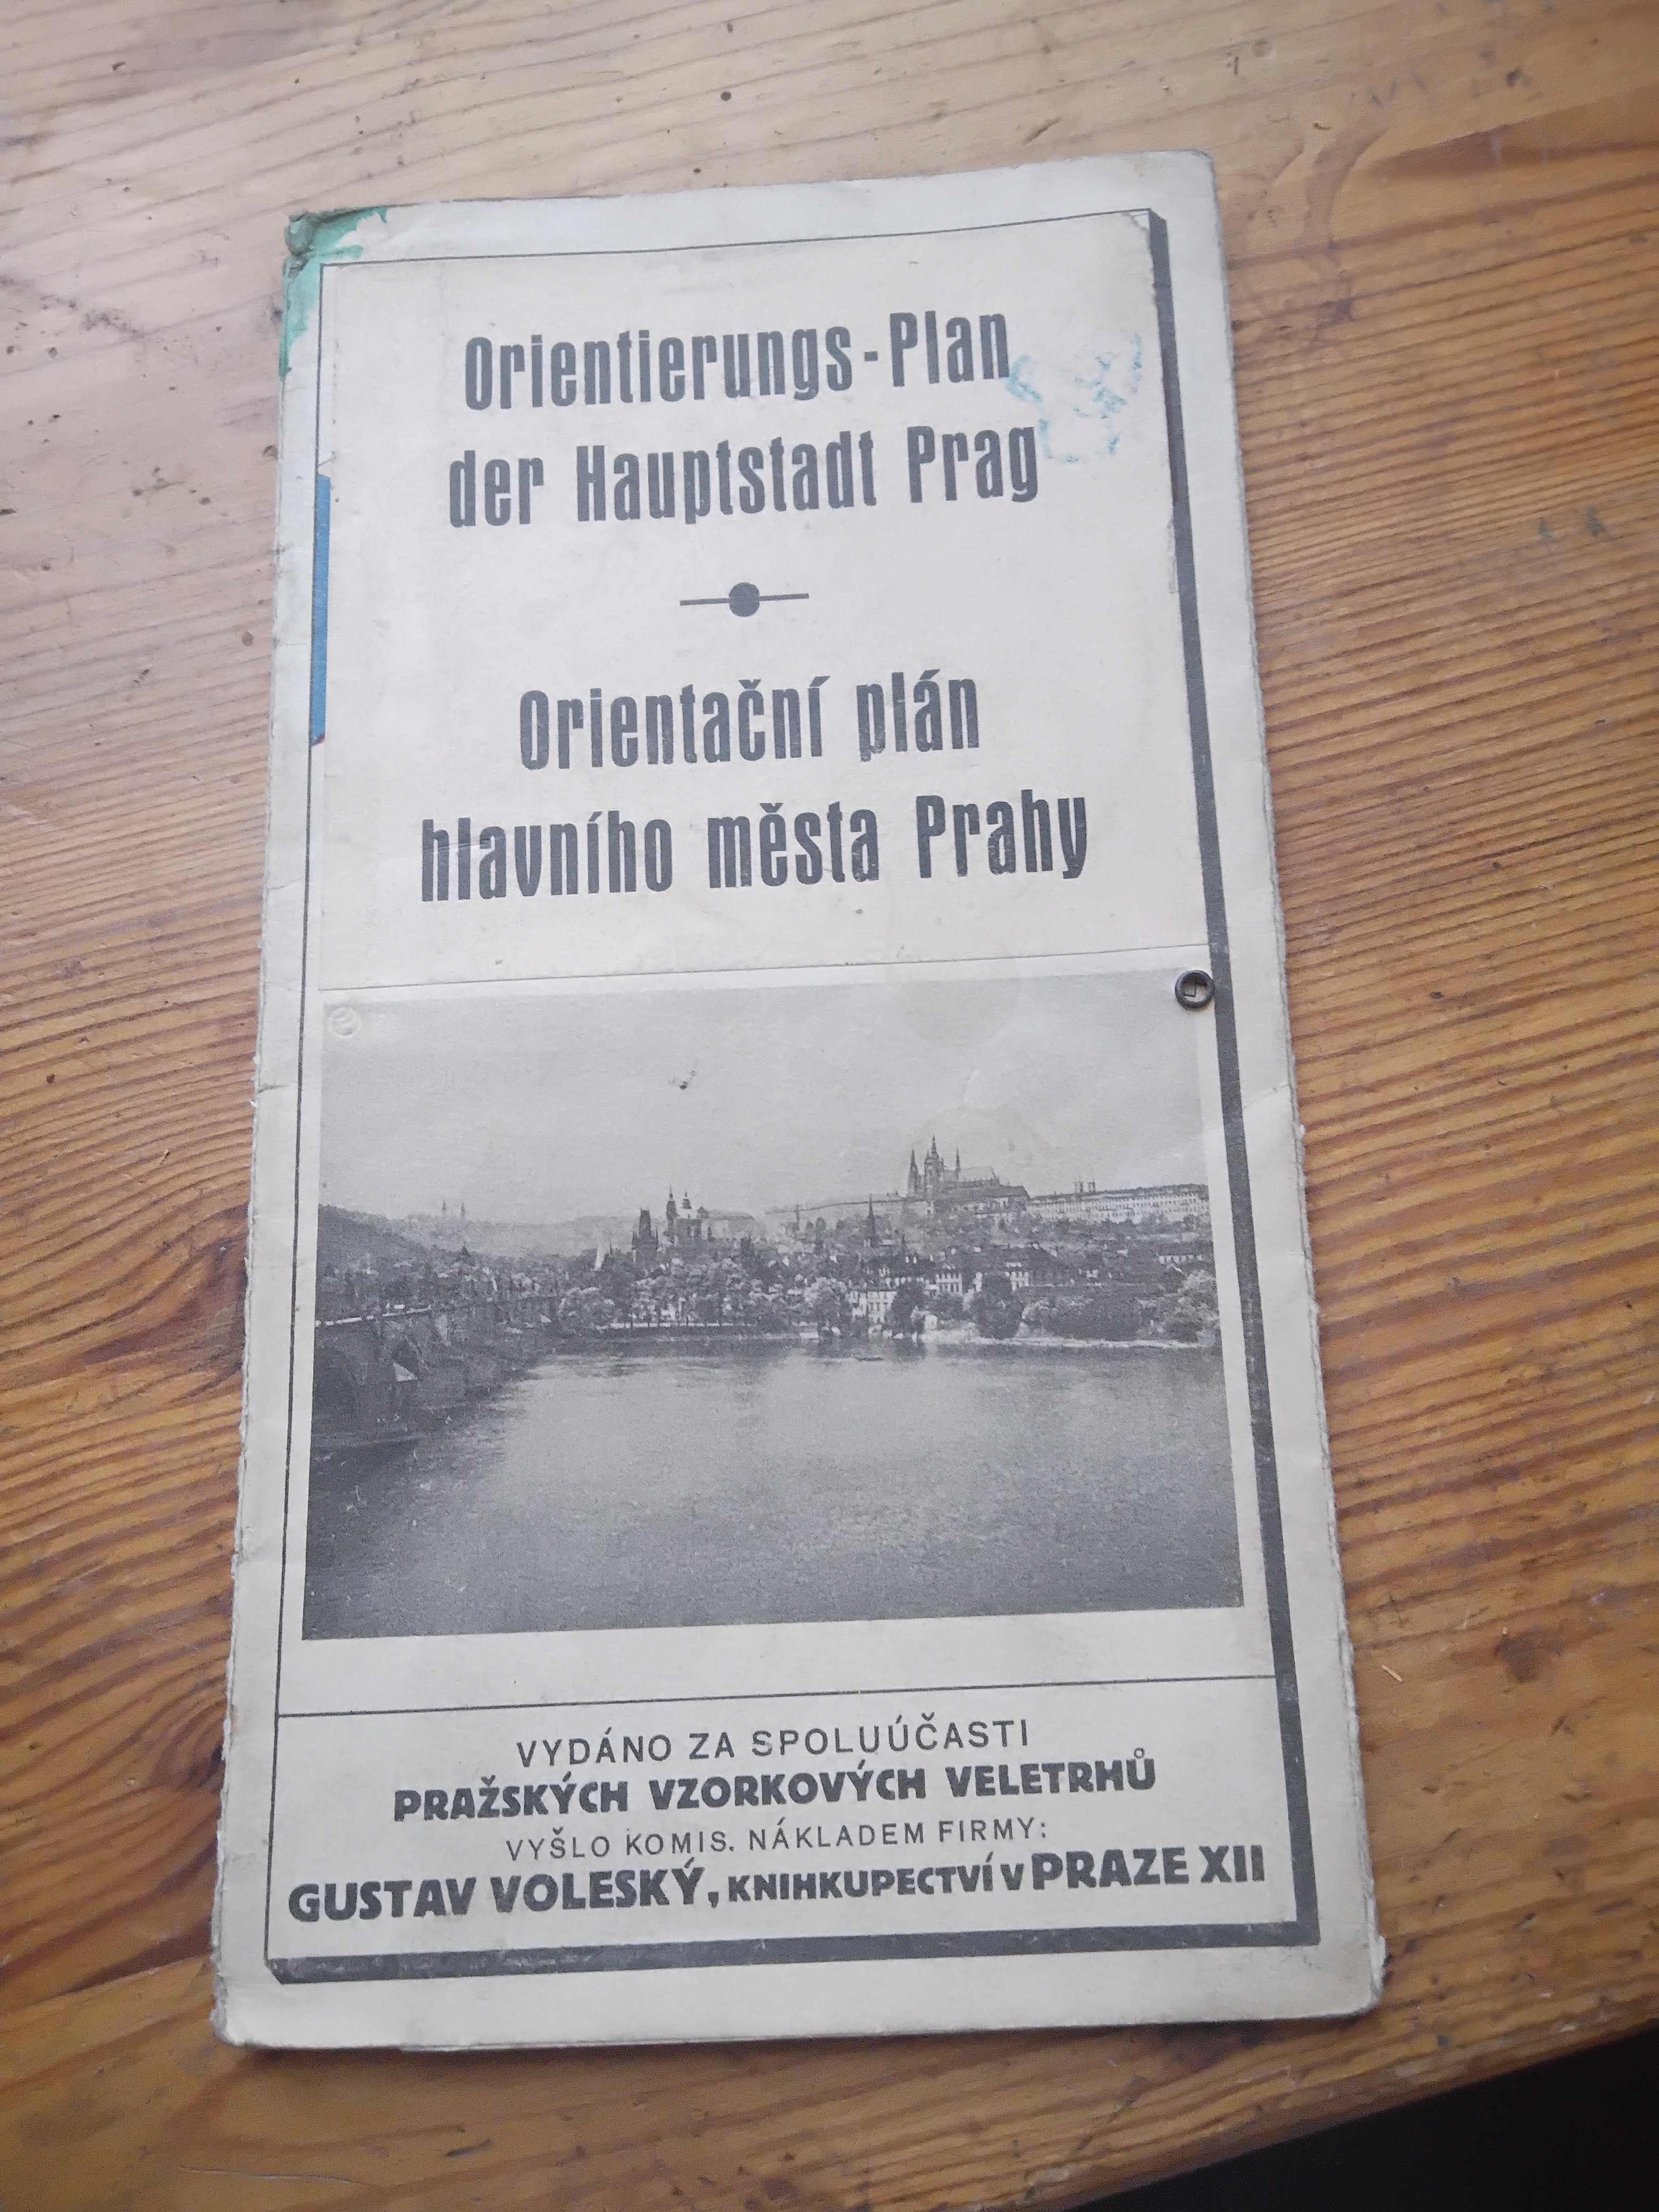 Orientierungs-Plan
der Hauptstadt Prag
Orientační plán
hlavního města Prahy
VYDÁNO ZA SPOLUÚČASTI
PRAŽSKÝCH VZORKOVÝCH VELETRHŮ
VYŠLO KOMIS. NÁKLADEM FIRMY:
GUSTAV VOLESKÝ, KNIHKUPECTVÍ V PRAZE XII